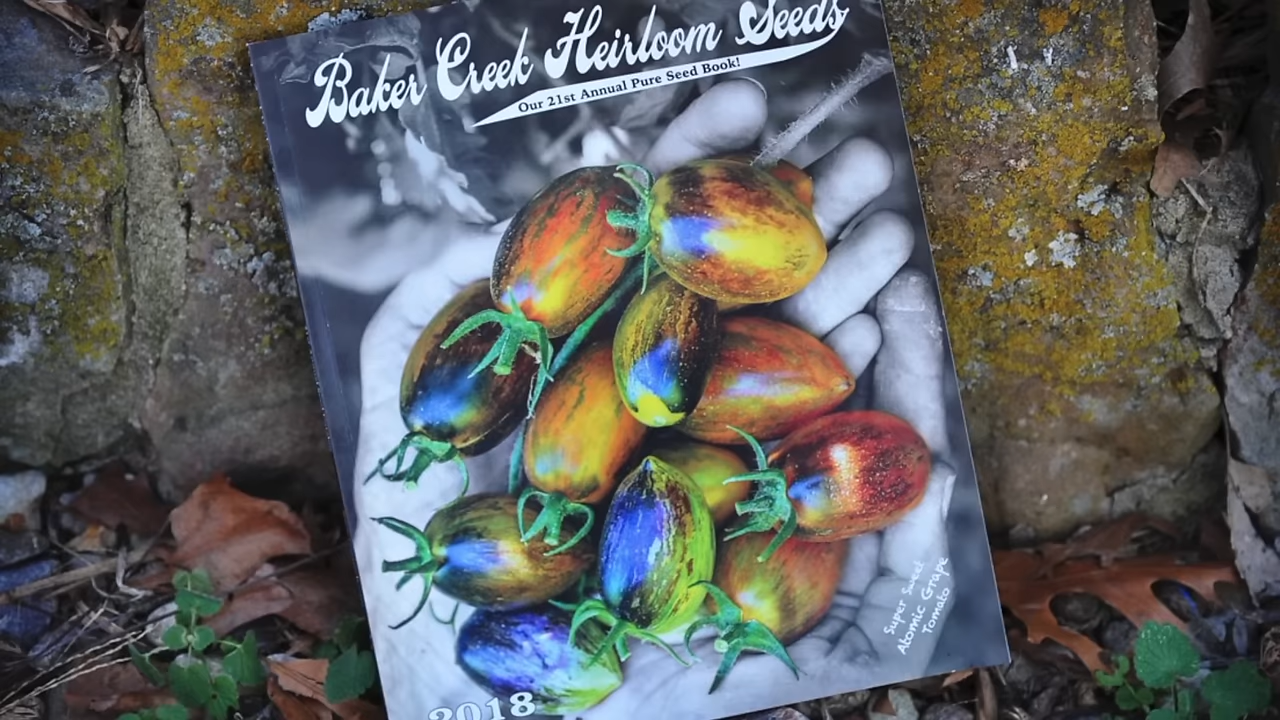 Baker Creek Heirloom Seeds
Our 21st Annual Pure Seed Book!
Super Sweet
Atomic Grape
Tomato
2018